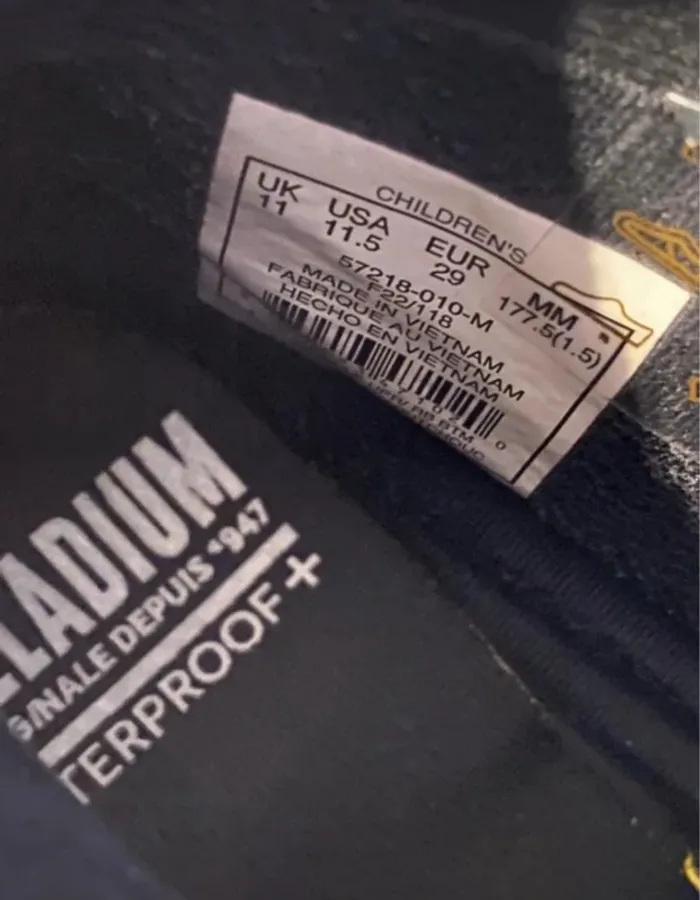 CHILDREN'S
UK USA EUR MM
11 11.5 29 177.5(1.5)
57218-010-M
F22/118
MADE IN VIETNAM
FABRIQUE AU VIETNAM
HECHO EN VIETNAM
LLADIUM
GINALE DEPUIS 1947
TERPROOF+